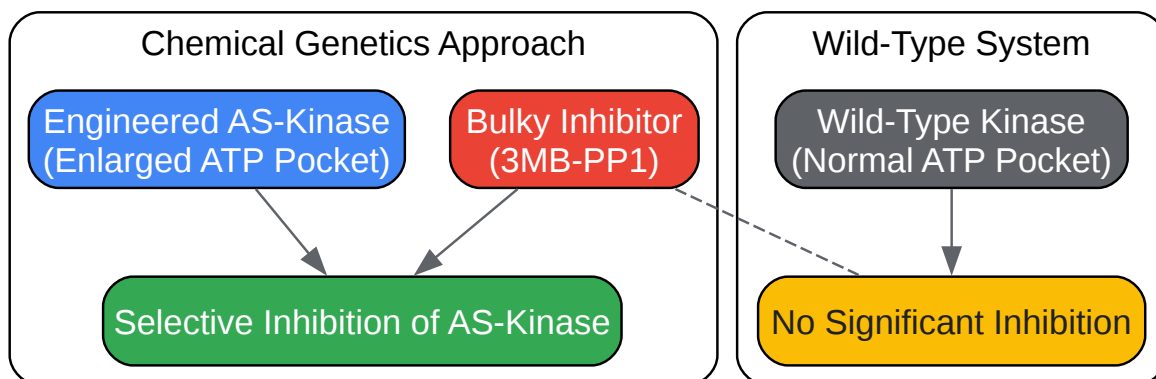 Chemical Genetics Approach
Engineered AS-Kinase
(Enlarged ATP Pocket)
Bulky Inhibitor
(3MB-PP1)
Selective Inhibition of AS-Kinase
Wild-Type System
Wild-Type Kinase
(Normal ATP Pocket)
No Significant Inhibition